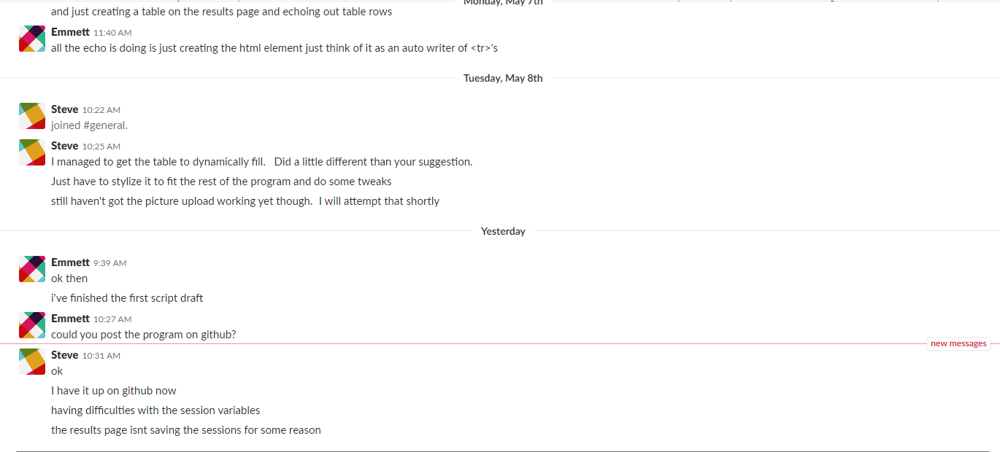 Monday, May 7th
and just creating a table on the results page and echoing out table rows
Emmett 11:40 AM
all the echo is doing is just creating the html element just think of it as an auto writer of <tr>'s
Tuesday, May 8th
Steve 10:22 AM
joined #general.
Steve 10:25 AM
I managed to get the table to dynamically fill. Did a little different than your suggestion.
Just have to stylize it to fit the rest of the program and do some tweaks
still haven't got the picture upload working yet though. I will attempt that shortly
Yesterday
Emmett 9:39 AM
ok then
i've finished the first script draft
Emmett 10:27 AM
could you post the program on github?
new messages
Steve 10:31 AM
ok
I have it up on github now
having difficulties with the session variables
the results page isnt saving the sessions for some reason